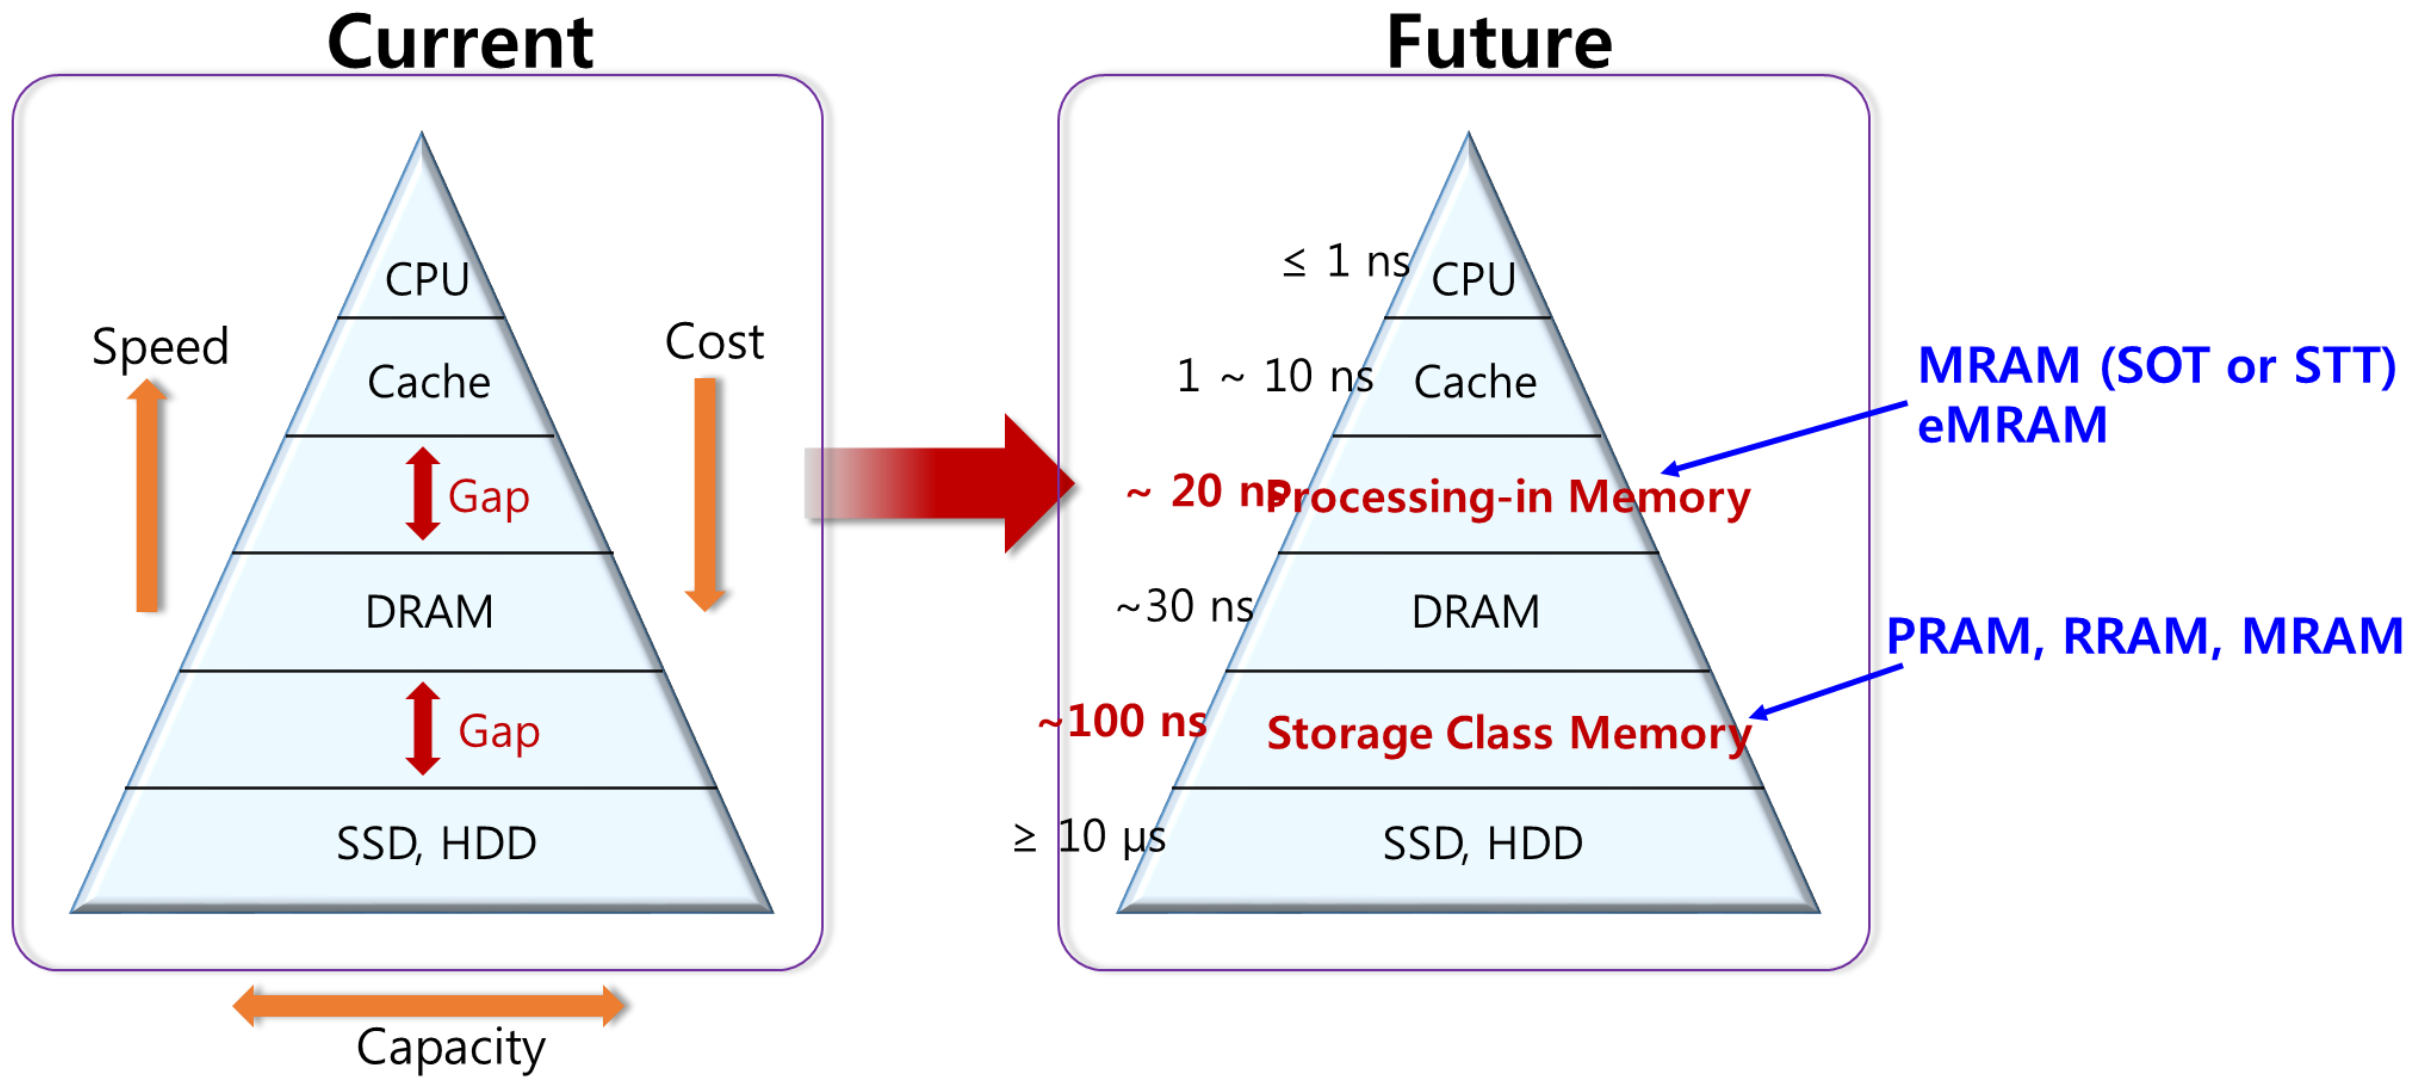 Current
Speed
Cost
CPU
Cache
Gap
DRAM
Gap
SSD, HDD
Capacity
Future
≤ 1 ns
CPU
1 ~ 10 ns
Cache
~ 20 ns
Processing-in Memory
~30 ns
DRAM
~100 ns
Storage Class Memory
≥ 10 μs
SSD, HDD
MRAM (SOT or STT)
eMRAM
PRAM, RRAM, MRAM